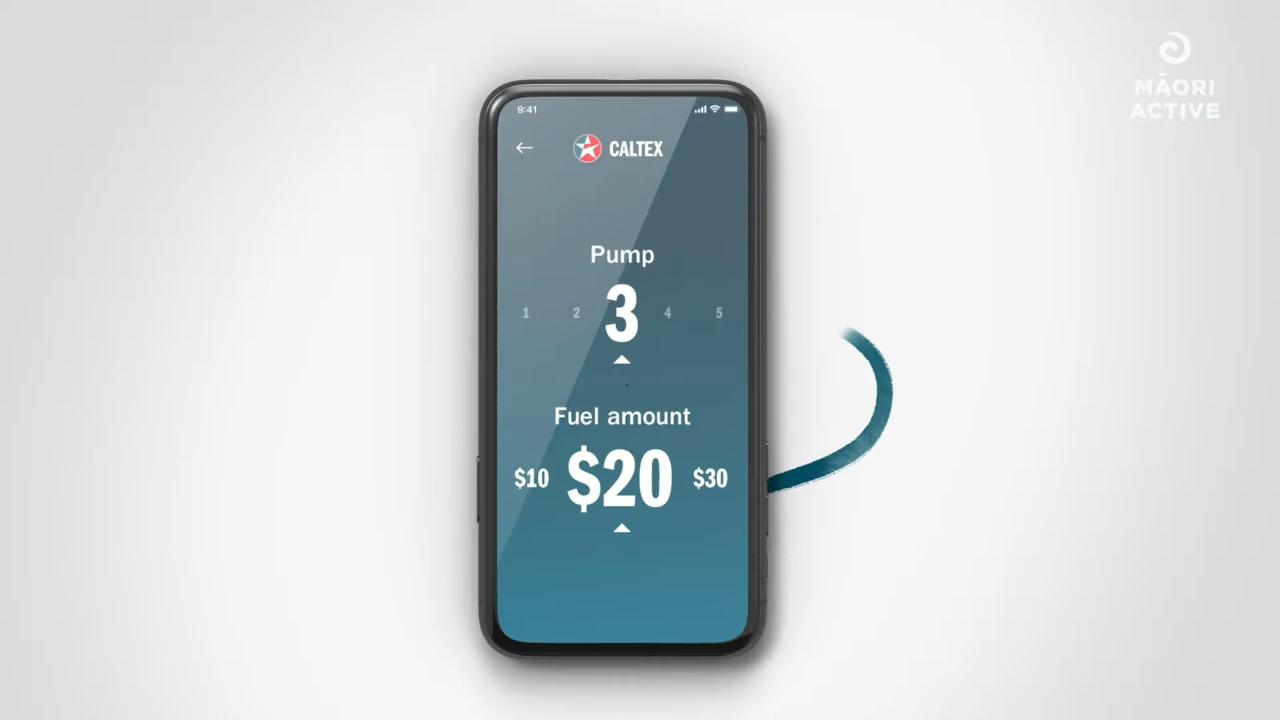 9:41
CALTEX
Pump
1 2 3 4 5
Fuel amount
$10 $20 $30
MĀORI
ACTIVE